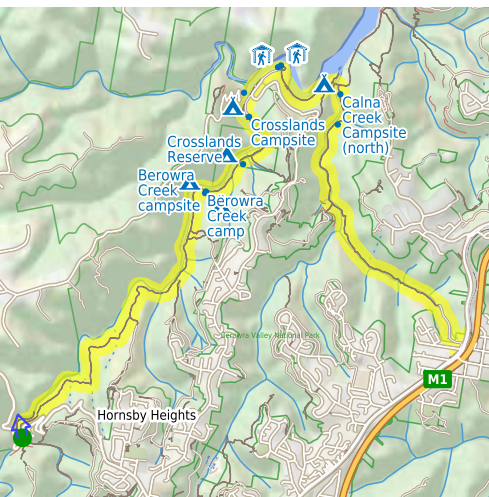 Calna
Creek
Campsite
(north)
Crosslands
Campsite
Crosslands
Reserve
Berowra
Creek
campsite
Berowra
Creek
camp
Berowra Valley National Park
M1
Hornsby Heights